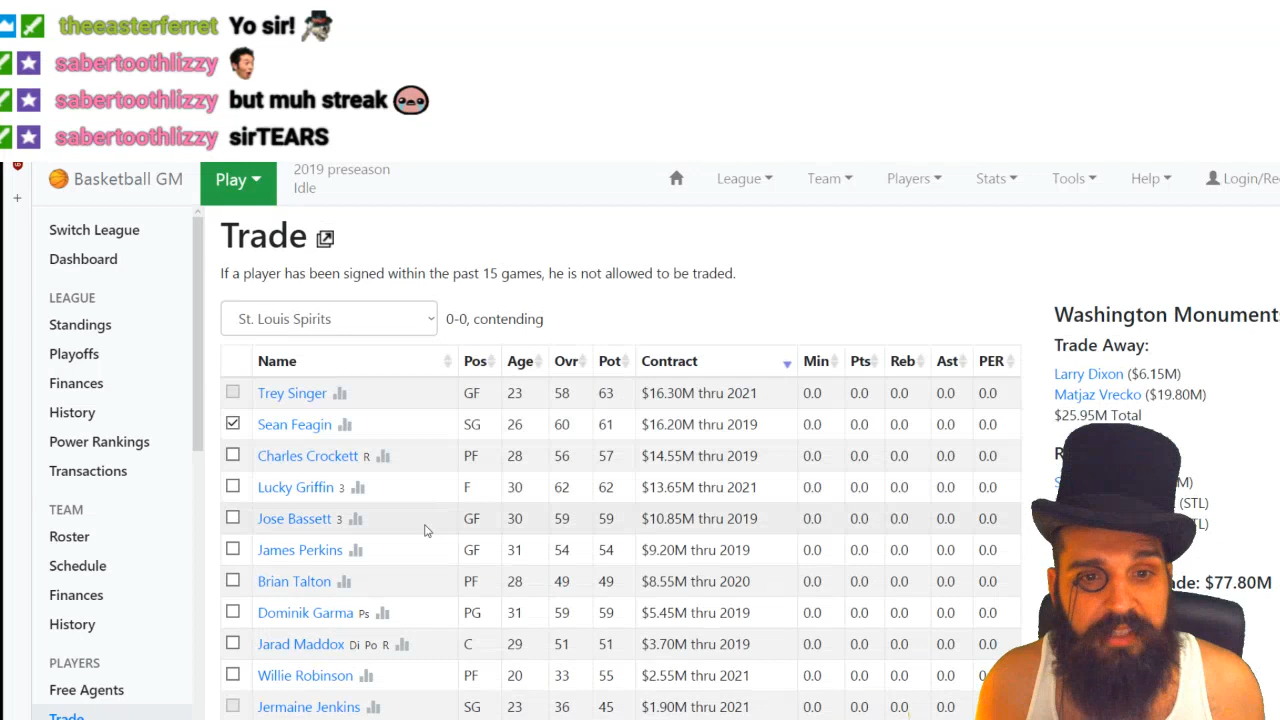 theeasterferret Yo sir!
sabertoothlizzy
sabertoothlizzy but muh streak
sabertoothlizzy sirTEARS
Basketball GM
Play
2019 preseason
Idle
League
Team
Players
Stats
Tools
Help
Login/Re
Switch League
Dashboard
LEAGUE
Standings
Playoffs
Finances
History
Power Rankings
Transactions
TEAM
Roster
Schedule
Finances
History
PLAYERS
Free Agents
Trade
Trade
If a player has been signed within the past 15 games, he is not allowed to be traded.
St. Louis Spirits 0-0, contending
Name Pos Age Ovr Pot Contract Min Pts Reb Ast PER
Trey Singer GF 23 58 63 $16.30M thru 2021 0.0 0.0 0.0 0.0 0.0
Sean Feagin SG 26 60 61 $16.20M thru 2019 0.0 0.0 0.0 0.0 0.0
Charles Crockett R PF 28 56 57 $14.55M thru 2019 0.0 0.0 0.0 0.0 0.0
Lucky Griffin 3 F 30 62 62 $13.65M thru 2021 0.0 0.0 0.0 0.0 0.0
Jose Bassett 3 GF 30 59 59 $10.85M thru 2019 0.0 0.0 0.0 0.0 0.0
James Perkins GF 31 54 54 $9.20M thru 2019 0.0 0.0 0.0 0.0 0.0
Brian Talton PF 28 49 49 $8.55M thru 2020 0.0 0.0 0.0 0.0 0.0
Dominik Garma Ps PG 31 59 59 $5.45M thru 2019 0.0 0.0 0.0 0.0 0.0
Jarad Maddox Di Po R C 29 51 51 $3.70M thru 2019 0.0 0.0 0.0 0.0 0.0
Willie Robinson PF 20 33 55 $2.55M thru 2021 0.0 0.0 0.0 0.0
Jermaine Jenkins SG 23 36 45 $1.90M thru 2021 0.0 0.0 0.0 0.0
Washington Monuments
Trade Away:
Larry Dixon ($6.15M)
Matjaz Vrecko ($19.80M)
$25.95M Total
M)
(STL)
TL)
de: $77.80M